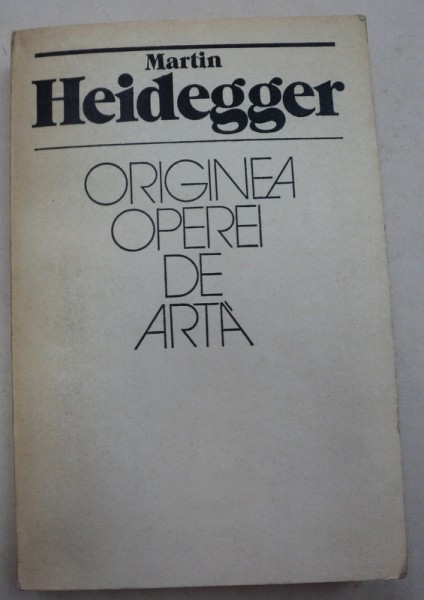 Martin
Heidegger
ORIGINEA
OPEREI
DE
ARTĂ